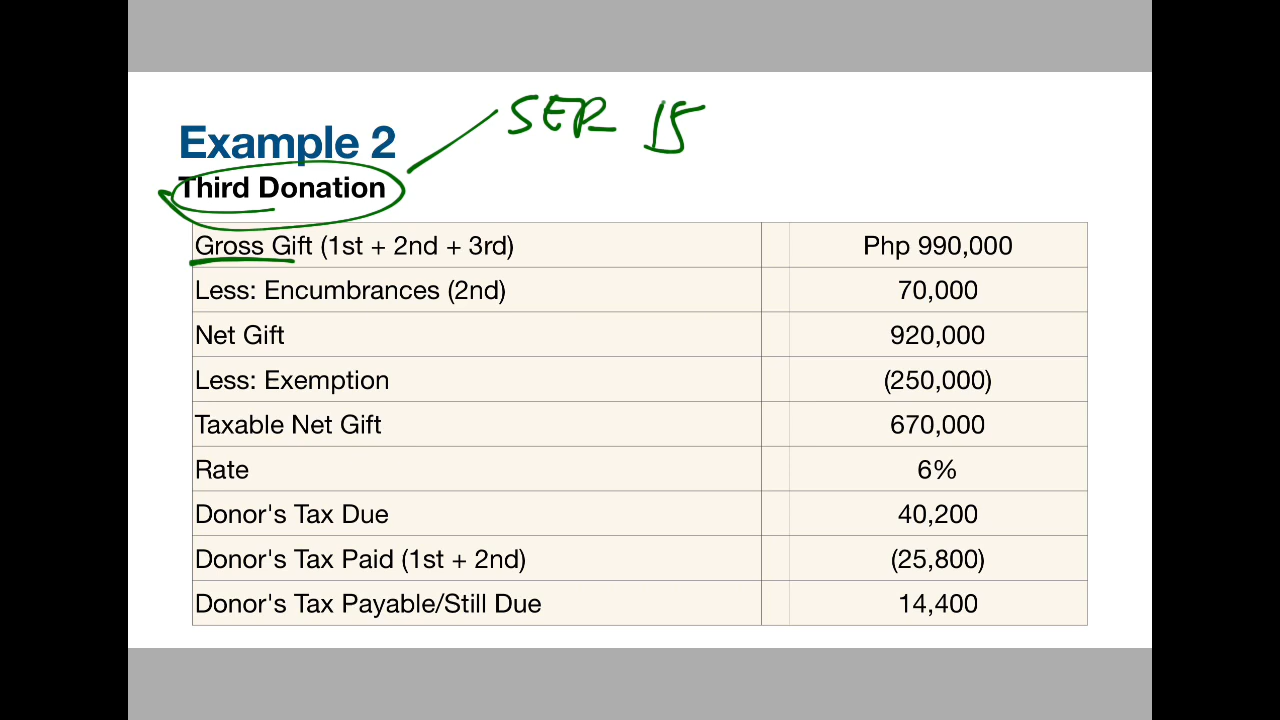 SEP 15
Example 2
Third Donation
Gross Gift (1st + 2nd + 3rd) Php 990,000
Less: Encumbrances (2nd) 70,000
Net Gift 920,000
Less: Exemption (250,000)
Taxable Net Gift 670,000
Rate 6%
Donor's Tax Due 40,200
Donor's Tax Paid (1st + 2nd) (25,800)
Donor's Tax Payable/Still Due 14,400